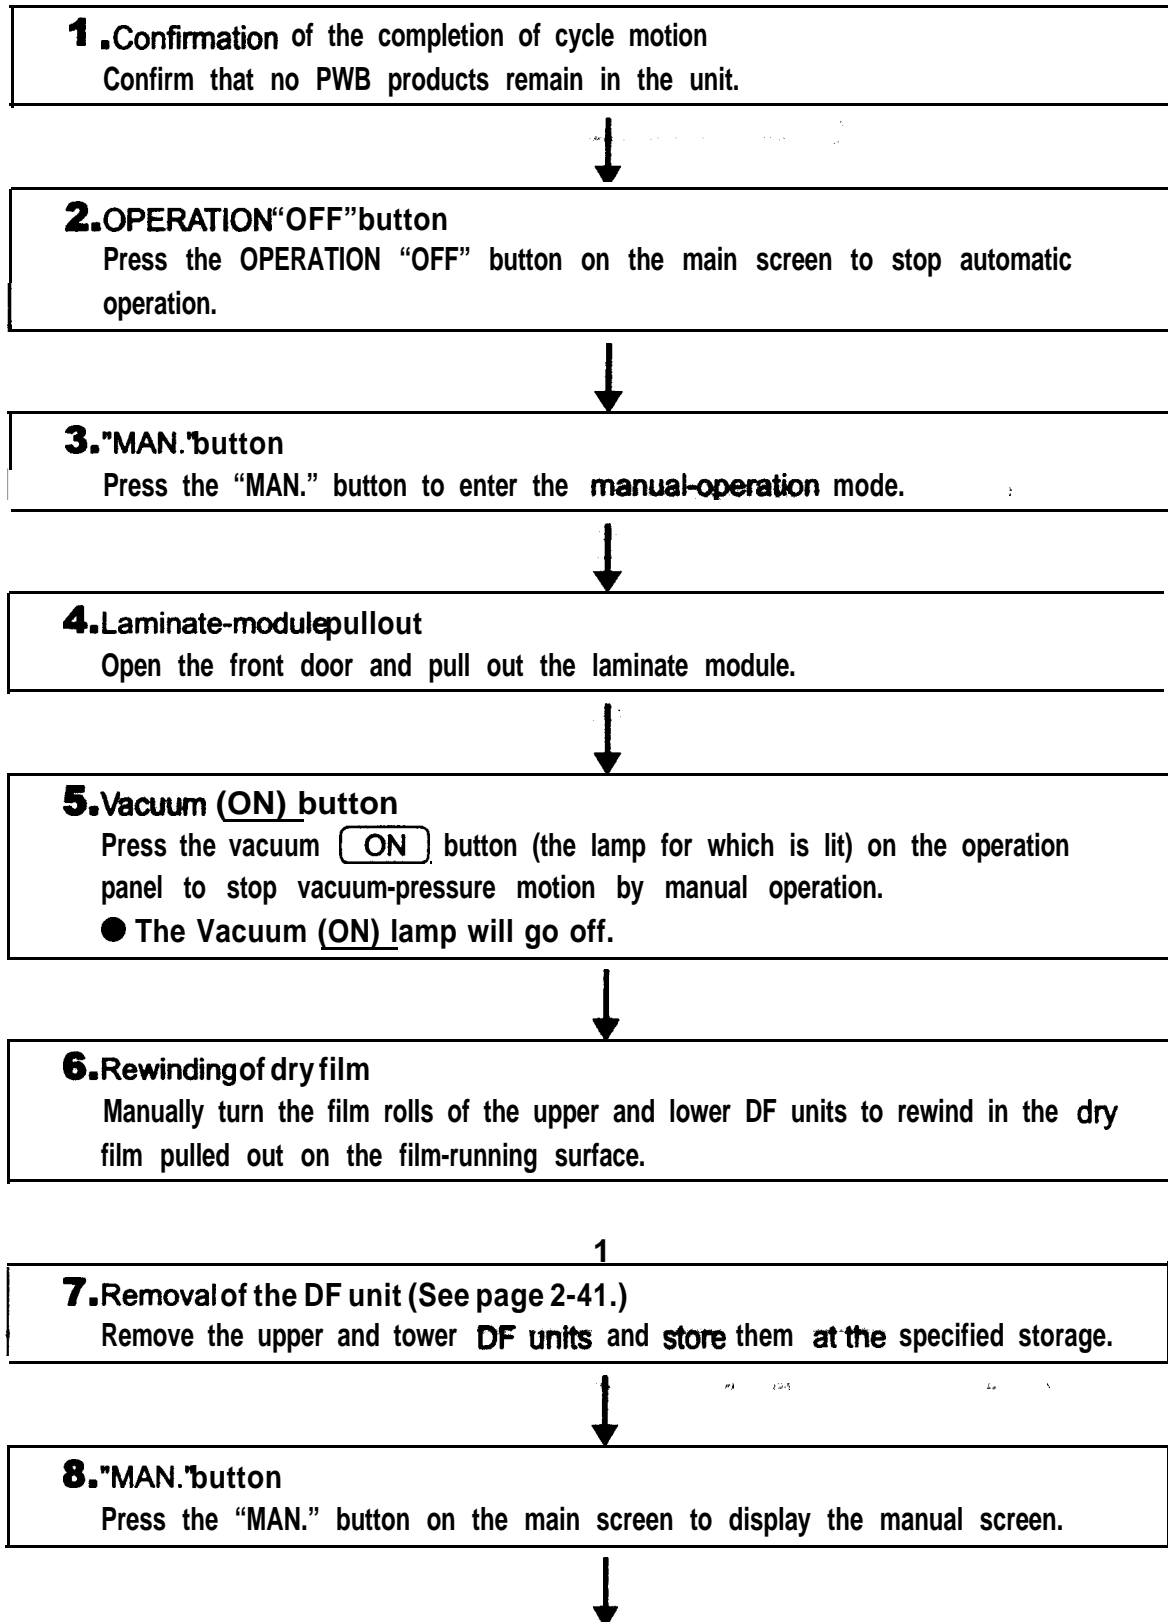 1.Confirmation of the completion of cycle motion
Confirm that no PWB products remain in the unit.
2.OPERATION“OFF”button
Press the OPERATION “OFF” button on the main screen to stop automatic
operation.
3."MAN."button
Press the “MAN.” button to enter the manual-operation mode.
4.Laminate-modulepullout
Open the front door and pull out the laminate module.
5.Vacuum (ON) button
Press the vacuum ON button (the lamp for which is lit) on the operation
panel to stop vacuum-pressure motion by manual operation.
● The Vacuum (ON) lamp will go off.
6.Rewinding of dry film
Manually turn the film rolls of the upper and lower DF units to rewind in the dry
film pulled out on the film-running surface.
1
7.Removal of the DF unit (See page 2-41.)
Remove the upper and tower DF units and store them at the specified storage.
8."MAN."button
Press the “MAN.” button on the main screen to display the manual screen.